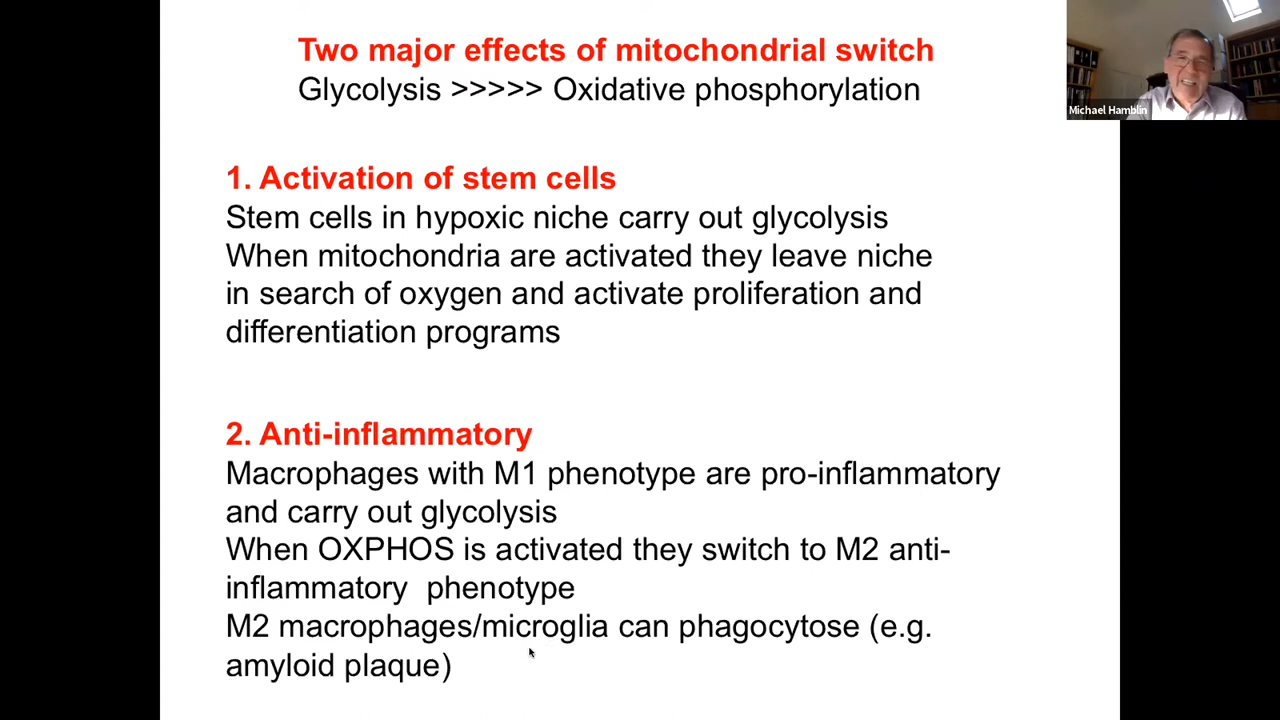 Two major effects of mitochondrial switch
Glycolysis >>>>> Oxidative phosphorylation
Michael Hamblin
1. Activation of stem cells
Stem cells in hypoxic niche carry out glycolysis
When mitochondria are activated they leave niche
in search of oxygen and activate proliferation and
differentiation programs
2. Anti-inflammatory
Macrophages with M1 phenotype are pro-inflammatory
and carry out glycolysis
When OXPHOS is activated they switch to M2 anti-
inflammatory  phenotype
M2 macrophages/microglia can phagocytose (e.g.
amyloid plaque)